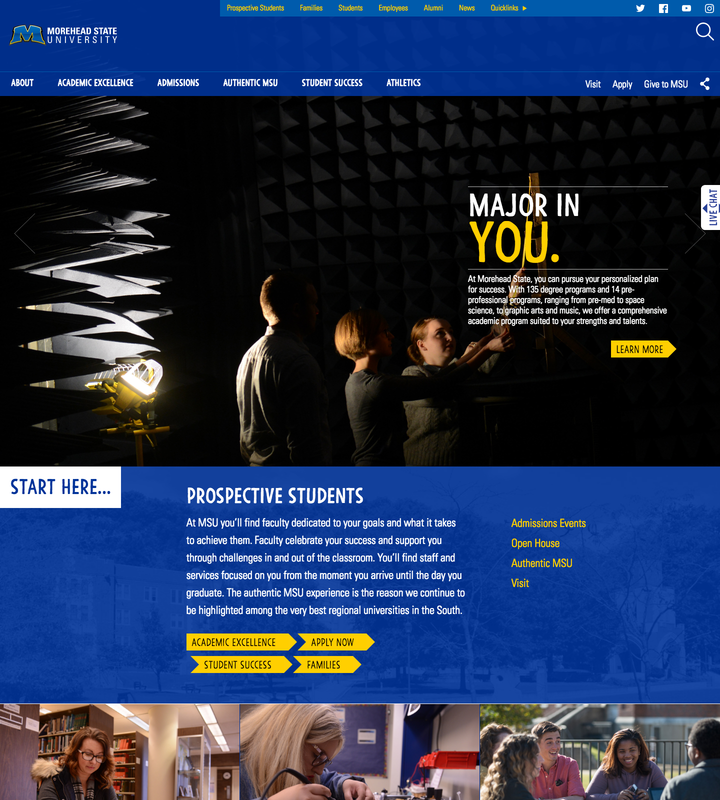 Prospective Students Families Students Employees Alumni News Quicklinks
MOREHEAD STATE
UNIVERSITY
ABOUT ACADEMIC EXCELLENCE ADMISSIONS AUTHENTIC MSU STUDENT SUCCESS ATHLETICS
Visit Apply Give to MSU
LIVE CHAT
MAJOR IN
YOU.
At Morehead State, you can pursue your personalized plan
for success. With 135 degree programs and 14 pre-
professional programs, ranging from pre-med to space
science, to graphic arts and music, we offer a comprehensive
academic program suited to your strengths and talents.
LEARN MORE
START HERE...
PROSPECTIVE STUDENTS
At MSU you'll find faculty dedicated to your goals and what it takes
to achieve them. Faculty celebrate your success and support you
through challenges in and out of the classroom. You'll find staff and
services focused on you from the moment you arrive until the day you
graduate. The authentic MSU experience is the reason we continue to
be highlighted among the very best regional universities in the South.
ACADEMIC EXCELLENCE APPLY NOW
STUDENT SUCCESS FAMILIES
Admissions Events
Open House
Authentic MSU
Visit